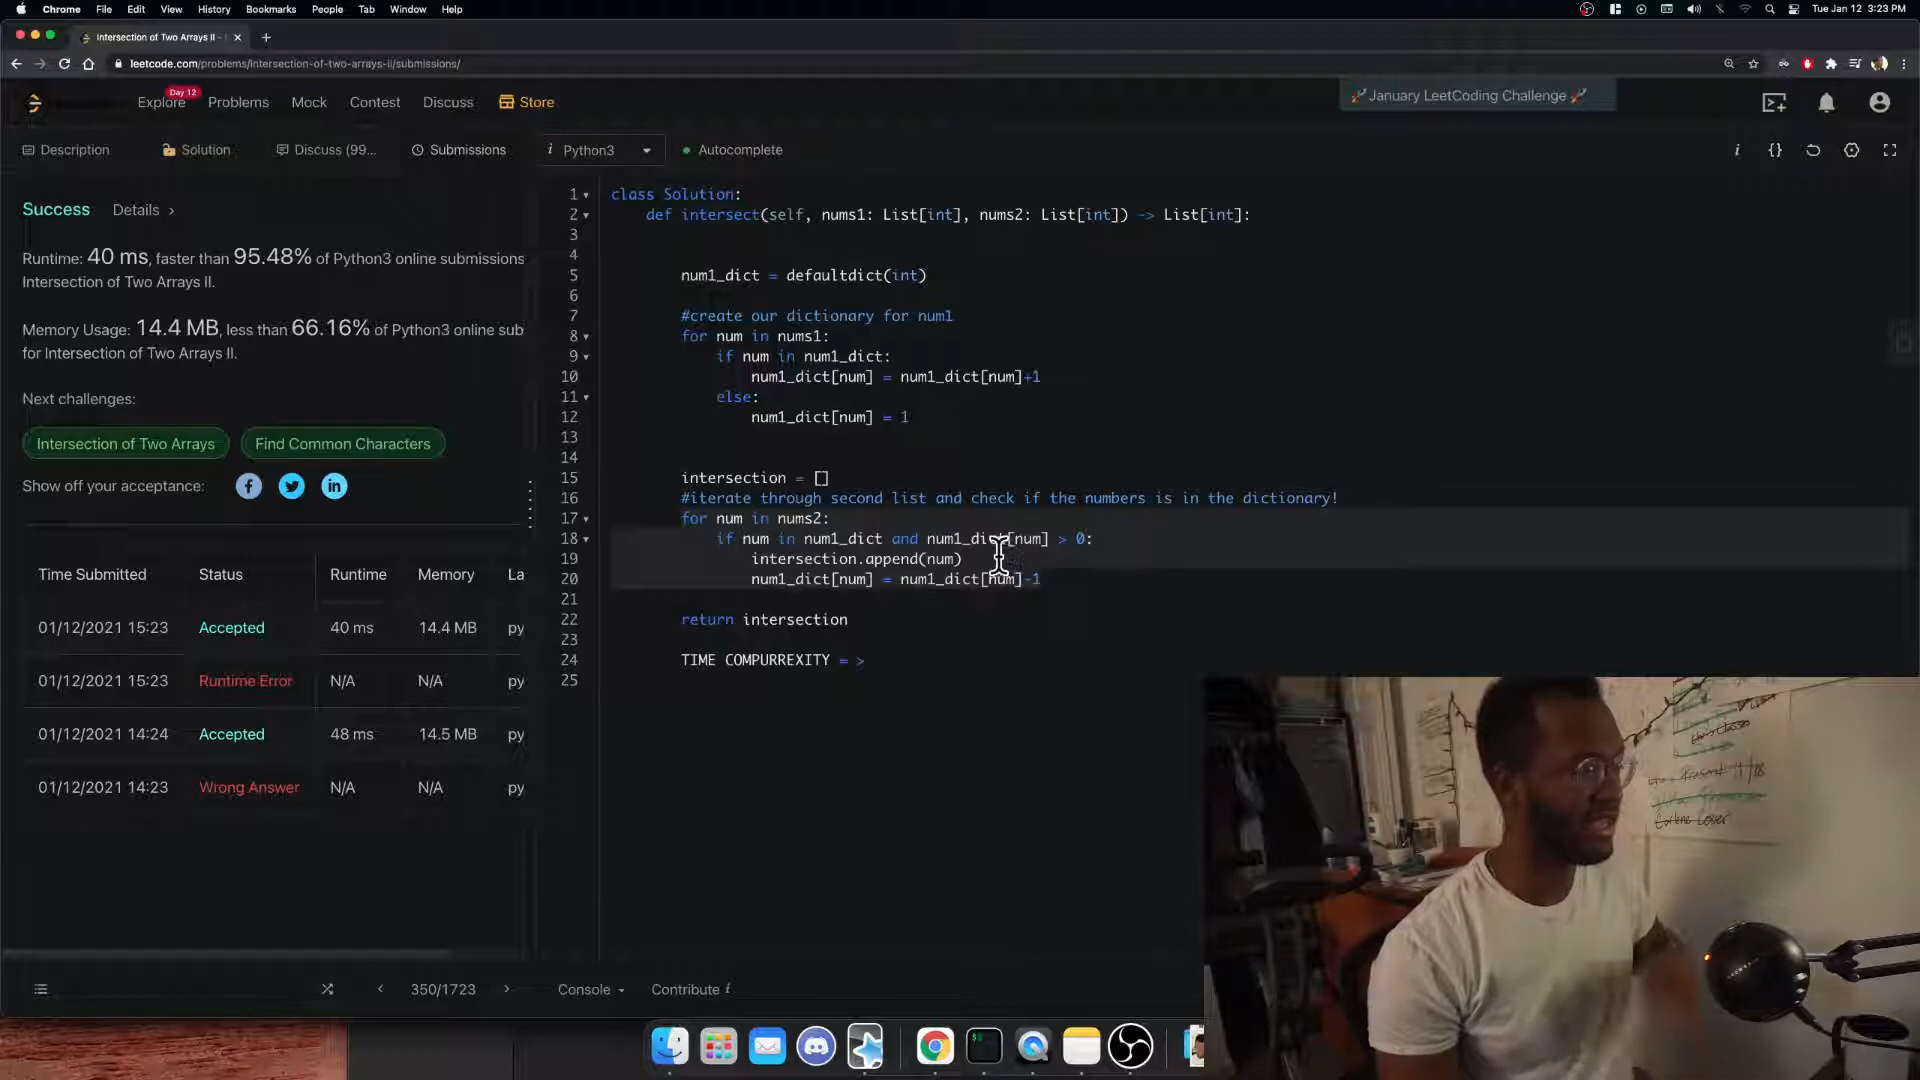 Chrome File Edit View History Bookmarks People Tab Window Help
Tue Jan 12 3:23 PM
Intersection of Two Arrays II -
leetcode.com/problems/intersection-of-two-arrays-ii/submissions/
Explore Day 12 Problems Mock Contest Discuss Store
January LeetCoding Challenge
Description Solution Discuss (99... Submissions
i Python3 Autocomplete
i {}
Success Details >
Runtime: 40 ms, faster than 95.48% of Python3 online submissions
Intersection of Two Arrays II.
Memory Usage: 14.4 MB, less than 66.16% of Python3 online sub
for Intersection of Two Arrays II.
Next challenges:
Intersection of Two Arrays Find Common Characters
Show off your acceptance: f in
Time Submitted Status Runtime Memory La
01/12/2021 15:23 Accepted 40 ms 14.4 MB py
01/12/2021 15:23 Runtime Error N/A N/A py
01/12/2021 14:24 Accepted 48 ms 14.5 MB py
01/12/2021 14:23 Wrong Answer N/A N/A py
1 class Solution:
2 def intersect(self, nums1: List[int], nums2: List[int]) -> List[int]:
3
4
5 num1_dict = defaultdict(int)
6
7 #create our dictionary for num1
8 for num in nums1:
9 if num in num1_dict:
10 num1_dict[num] = num1_dict[num]+1
11 else:
12 num1_dict[num] = 1
13
14
15 intersection = []
16 #iterate through second list and check if the numbers is in the dictionary!
17 for num in nums2:
18 if num in num1_dict and num1_dict[num] > 0:
19 intersection.append(num)
20 num1_dict[num] = num1_dict[num]-1
21
22 return intersection
23
24 TIME COMPURREXITY = >
25
350/1723 Console Contribute i